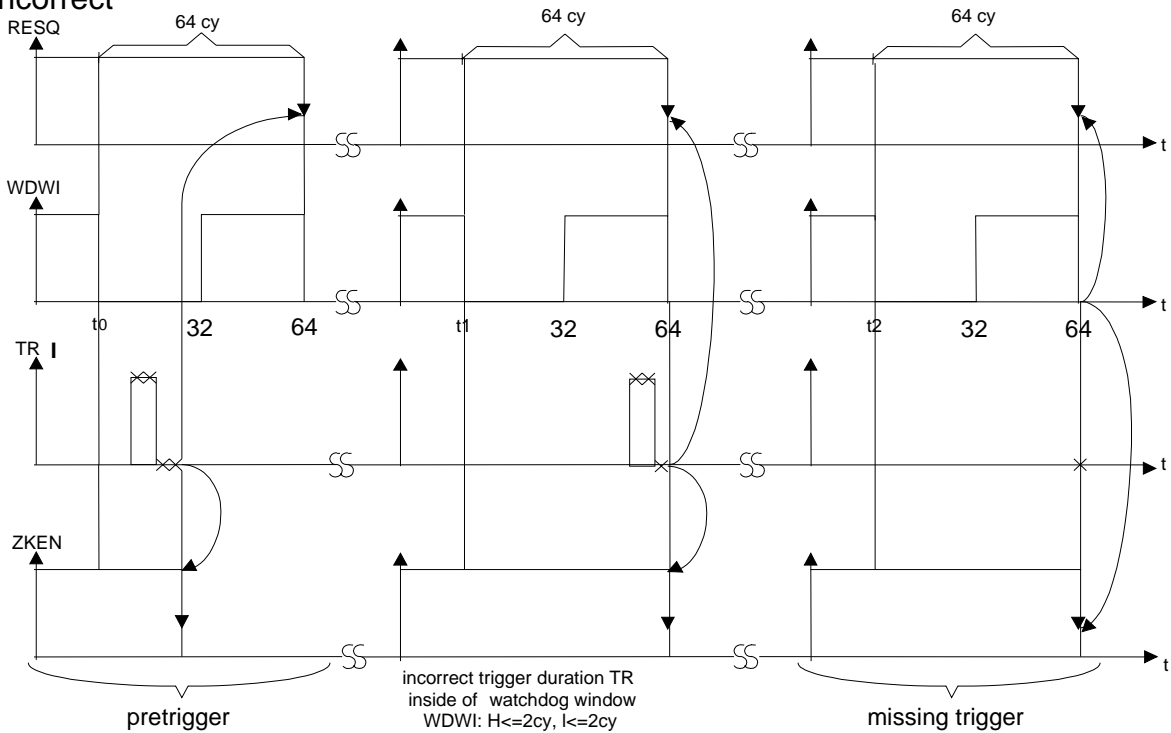 incorrect
RESQ
64 cy
64 cy
64 cy
t
WDWI
t
t0
32
64
t1
32
64
t2
32
64
TR I
t
ZKEN
t
pretrigger
incorrect trigger duration TR
inside of watchdog window
WDWI: H<=2cy, l<=2cy
missing trigger